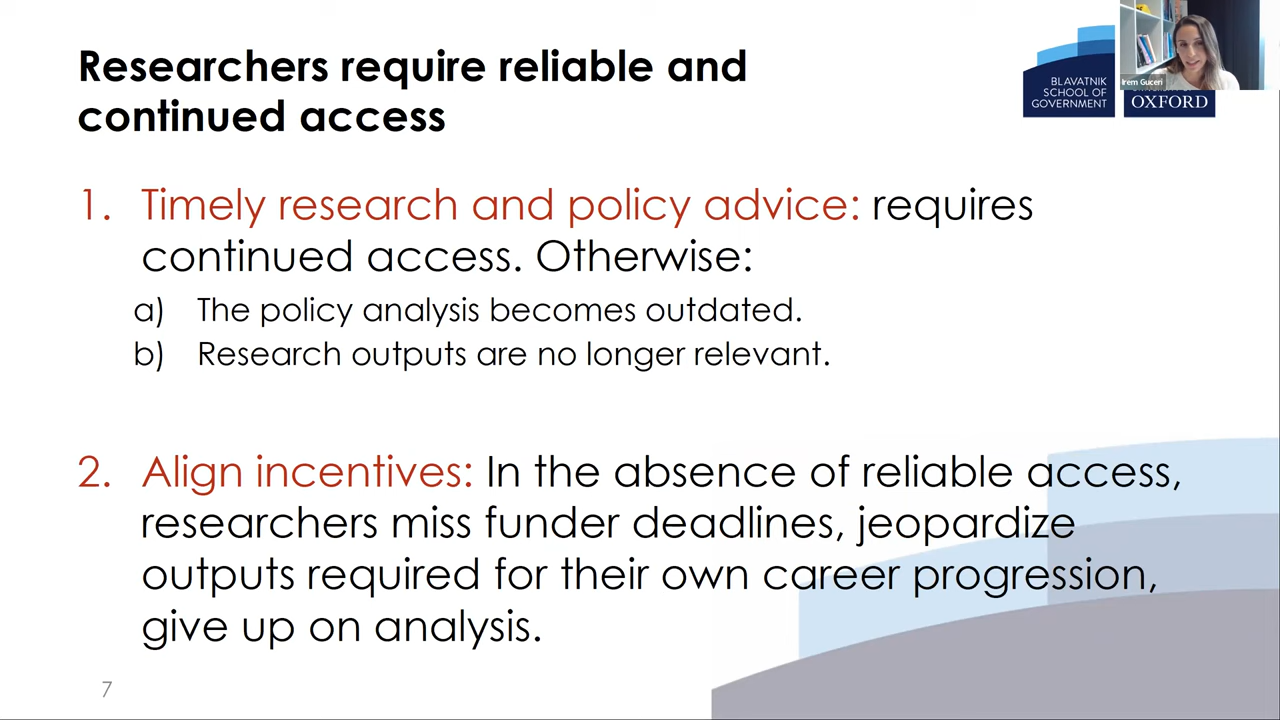 Researchers require reliable and
continued access
BLAVATNIK
SCHOOL OF
GOVERNMENT
OXFORD
Irem Guceri
1. Timely research and policy advice: requires
continued access. Otherwise:
a) The policy analysis becomes outdated.
b) Research outputs are no longer relevant.
2. Align incentives: In the absence of reliable access,
researchers miss funder deadlines, jeopardize
outputs required for their own career progression,
give up on analysis.
7